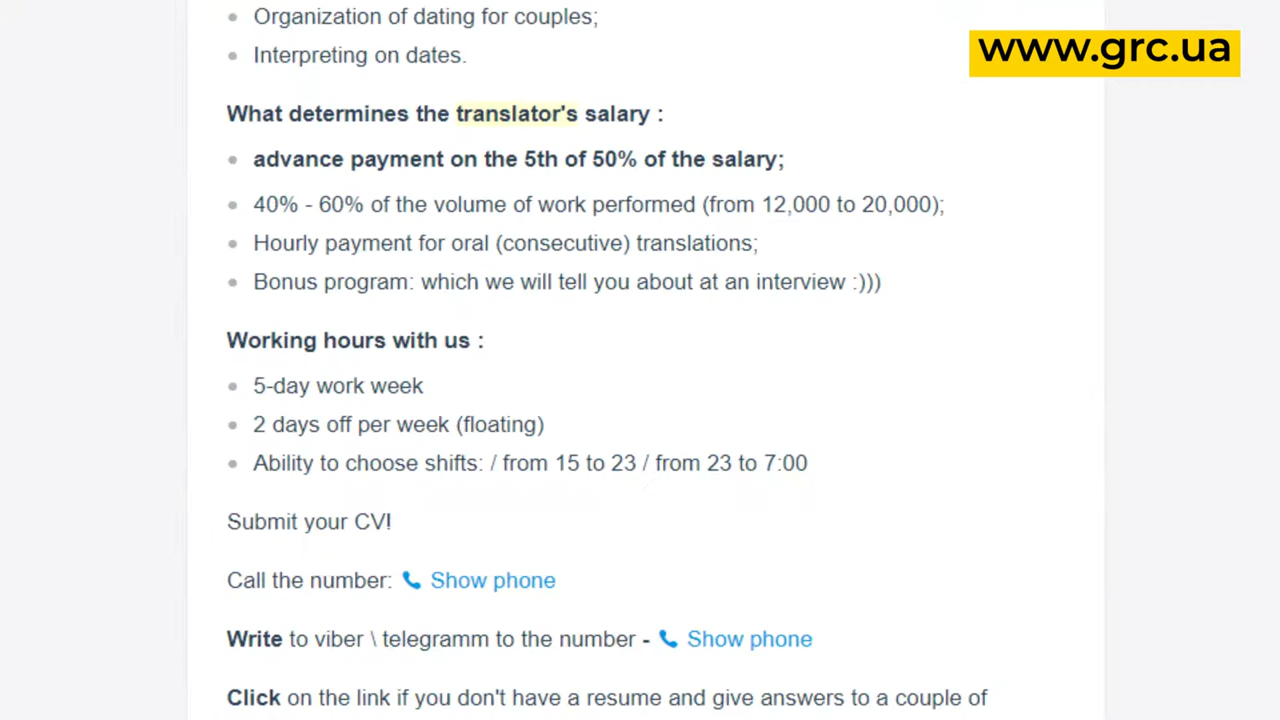 www.grc.ua
Organization of dating for couples;
Interpreting on dates.
What determines the translator's salary :
advance payment on the 5th of 50% of the salary;
40% - 60% of the volume of work performed (from 12,000 to 20,000);
Hourly payment for oral (consecutive) translations;
Bonus program: which we will tell you about at an interview :)))
Working hours with us :
5-day work week
2 days off per week (floating)
Ability to choose shifts: / from 15 to 23 / from 23 to 7:00
Submit your CV!
Call the number: Show phone
Write to viber \ telegramm to the number - Show phone
Click on the link if you don't have a resume and give answers to a couple of